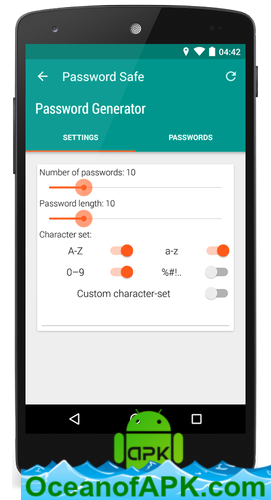 04:42
Password Safe
Password Generator
SETTINGS PASSWORDS
Number of passwords: 10
Password length: 10
Character set:
A-Z a-z
0–9 %#!..
Custom character-set
APK
OceanofAPK.com